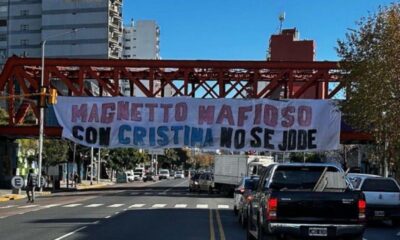 MAGNETTO MAFIOSO
CON CRISTINA NO SE JODE
E